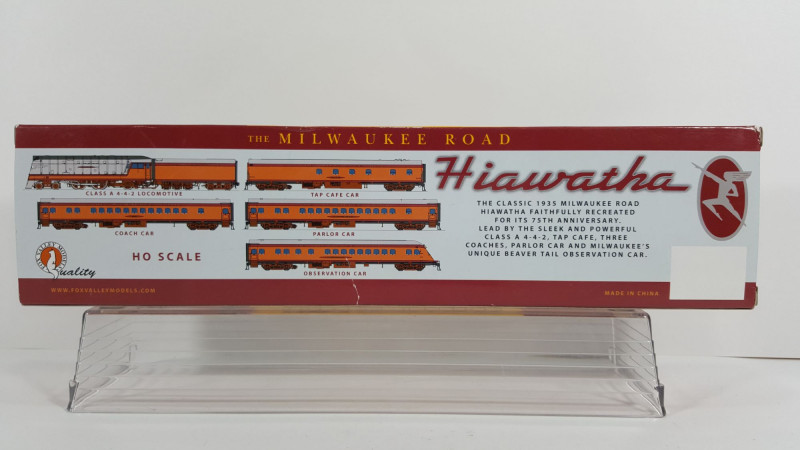 THE MILWAUKEE ROAD
CLASS A 4-4-2 LOCOMOTIVE
TAP CAFE CAR
COACH CAR
PARLOR CAR
HO SCALE
OBSERVATION CAR
FOX VALLEY MODELS
Quality
WWW.FOXVALLEYMODELS.COM
Hiawatha
THE CLASSIC 1935 MILWAUKEE ROAD
HIAWATHA FAITHFULLY RECREATED
FOR ITS 75TH ANNIVERSARY.
LEAD BY THE SLEEK AND POWERFUL
CLASS A 4-4-2, TAP CAFE, THREE
COACHES, PARLOR CAR AND MILWAUKEE'S
UNIQUE BEAVER TAIL OBSERVATION CAR.
MADE IN CHINA